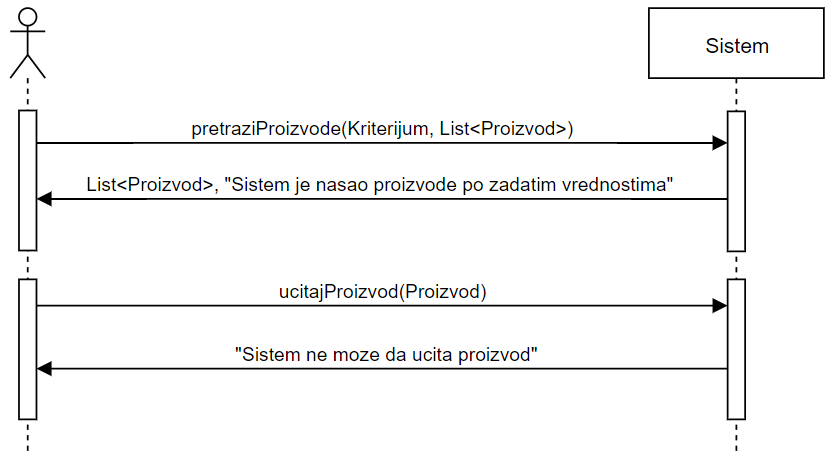 Sistem
pretraziProizvode(Kriterijum, List<Proizvod>)
List<Proizvod>, "Sistem je nasao proizvode po zadatim vrednostima"
ucitajProizvod(Proizvod)
"Sistem ne moze da ucita proizvod"